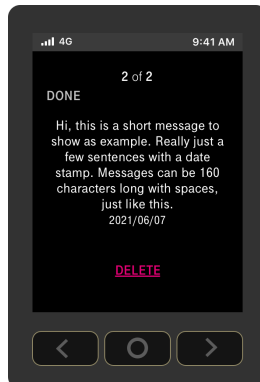 4G
9:41 AM
2 of 2
DONE
Hi, this is a short message to
show as example. Really just a
few sentences with a date
stamp. Messages can be 160
characters long with spaces,
just like this.
2021/06/07
DELETE